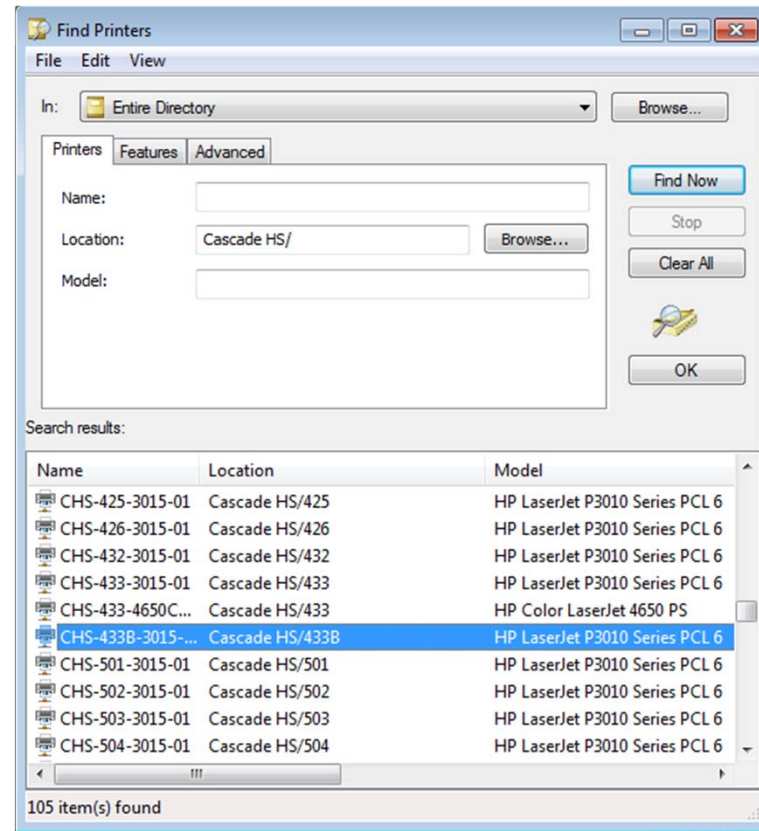 Find Printers
File Edit View
In: Entire Directory Browse...
Printers Features Advanced
Name:
Location: Cascade HS/ Browse...
Model:
Find Now
Stop
Clear All
OK
Search results:
Name Location Model
CHS-425-3015-01 Cascade HS/425 HP LaserJet P3010 Series PCL 6
CHS-426-3015-01 Cascade HS/426 HP LaserJet P3010 Series PCL 6
CHS-432-3015-01 Cascade HS/432 HP LaserJet P3010 Series PCL 6
CHS-433-3015-01 Cascade HS/433 HP LaserJet P3010 Series PCL 6
CHS-433-4650C... Cascade HS/433 HP Color LaserJet 4650 PS
CHS-433B-3015-... Cascade HS/433B HP LaserJet P3010 Series PCL 6
CHS-501-3015-01 Cascade HS/501 HP LaserJet P3010 Series PCL 6
CHS-502-3015-01 Cascade HS/502 HP LaserJet P3010 Series PCL 6
CHS-503-3015-01 Cascade HS/503 HP LaserJet P3010 Series PCL 6
CHS-504-3015-01 Cascade HS/504 HP LaserJet P3010 Series PCL 6
105 item(s) found